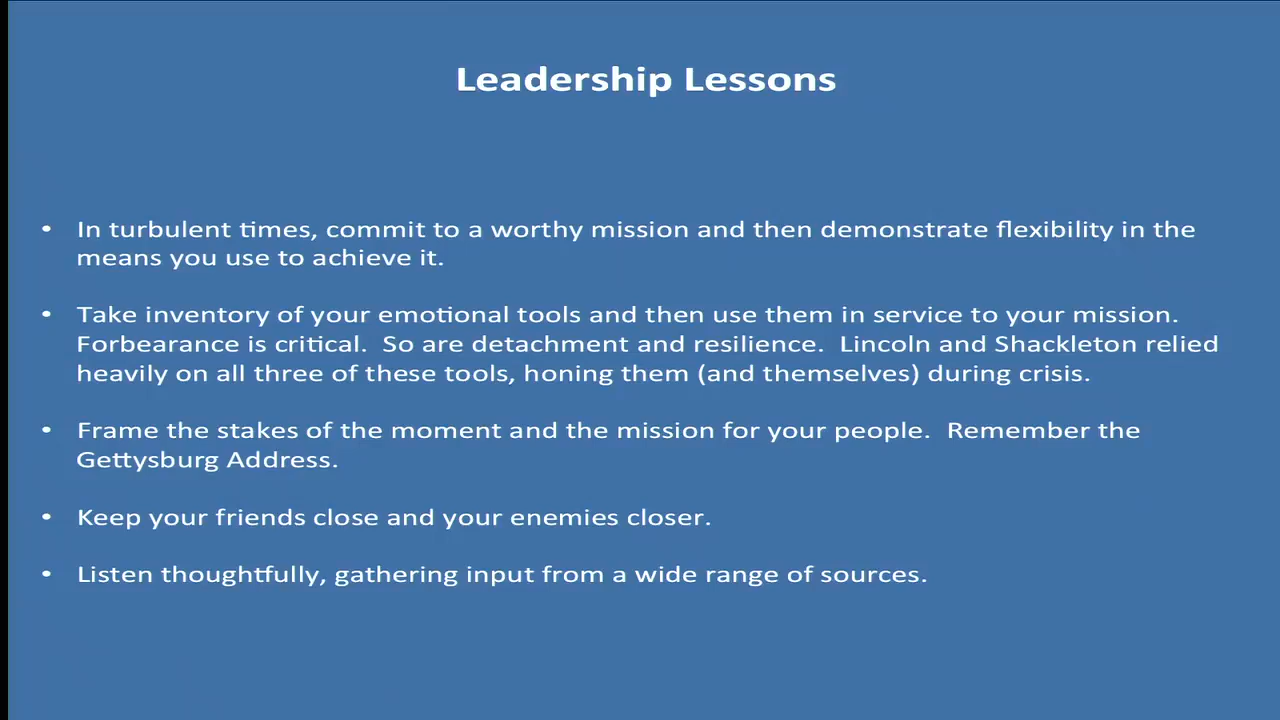 Leadership Lessons
• In turbulent times, commit to a worthy mission and then demonstrate flexibility in the
means you use to achieve it.
• Take inventory of your emotional tools and then use them in service to your mission.
Forbearance is critical.  So are detachment and resilience.  Lincoln and Shackleton relied
heavily on all three of these tools, honing them (and themselves) during crisis.
• Frame the stakes of the moment and the mission for your people.  Remember the
Gettysburg Address.
• Keep your friends close and your enemies closer.
• Listen thoughtfully, gathering input from a wide range of sources.